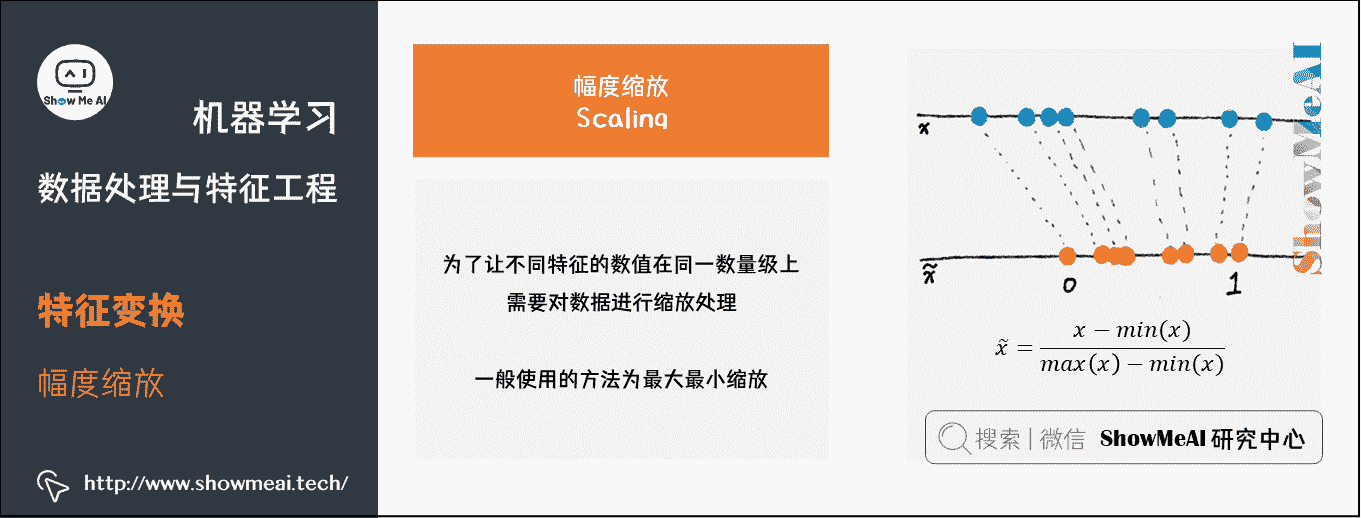 Show Me AI
机器学习
数据处理与特征工程
特征变换
幅度缩放
http://www.showmeai.tech/
幅度缩放
Scaling
为了让不同特征的数值在同一数量级上
需要对数据进行缩放处理
一般使用的方法为最大最小缩放
x
x̃
0 1
x̃ = (x − min(x)) / (max(x) − min(x))
ShowMeAI
搜索 | 微信 ShowMeAI 研究中心